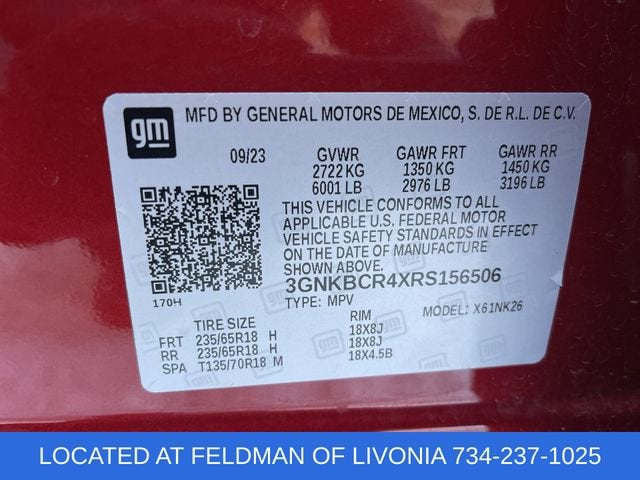 gm
MFD BY GENERAL MOTORS DE MEXICO, S. DE R.L. DE C.V.
09/23 GVWR GAWR FRT GAWR RR
2722 KG 1350 KG 1450 KG
6001 LB 2976 LB 3196 LB
THIS VEHICLE CONFORMS TO ALL
APPLICABLE U.S. FEDERAL MOTOR
VEHICLE SAFETY STANDARDS IN EFFECT
ON THE DATE OF MANUFACTURE
3GNKBCR4XRS156506
170H TYPE: MPV MODEL: X61NK26
TIRE SIZE RIM
FRT 235/65R18 H 18X8J
RR 235/65R18 H 18X8J
SPA T135/70R18 M 18X4.5B
LOCATED AT FELDMAN OF LIVONIA 734-237-1025